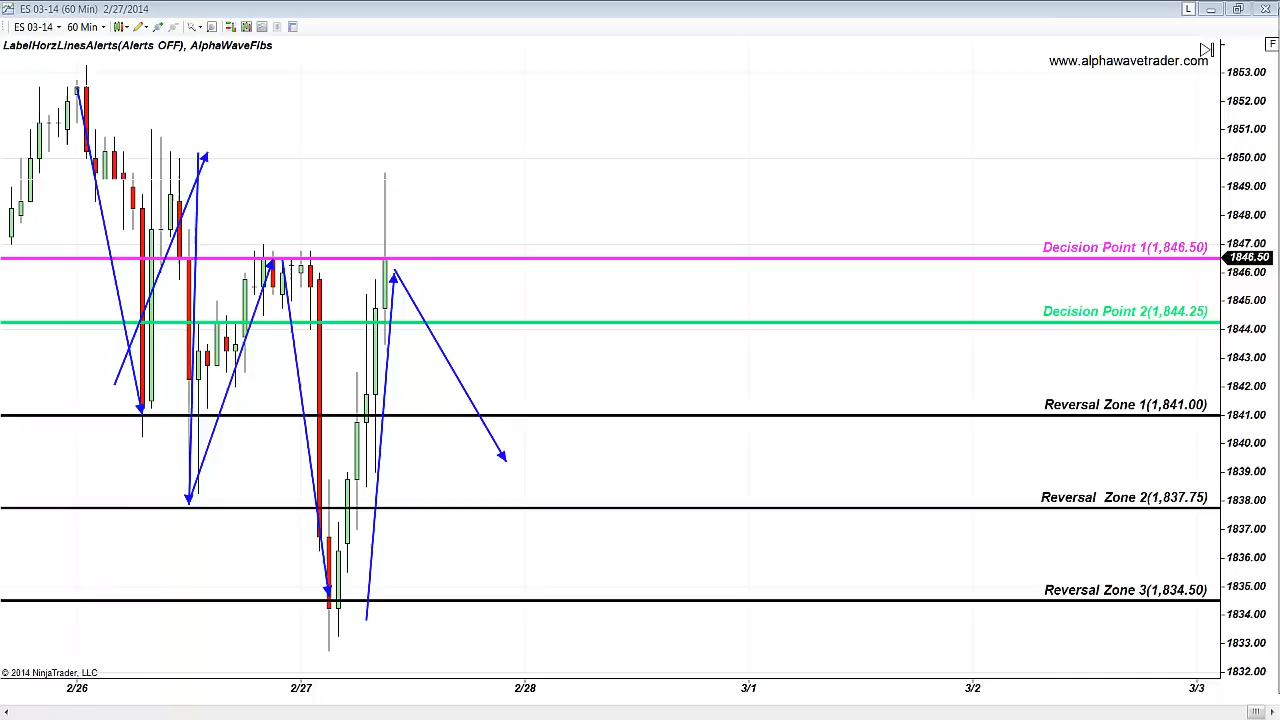 ES 03-14 (60 Min)  2/27/2014
L
ES 03-14 60 Min
LabelHorzLinesAlerts(Alerts OFF), AlphaWaveFibs
F
www.alphawavetrader.com
1853.00
1852.00
1851.00
1850.00
1849.00
1848.00
Decision Point 1(1,846.50)
1847.00
1846.50
1846.00
1845.00
Decision Point 2(1,844.25)
1844.00
1843.00
1842.00
Reversal Zone 1(1,841.00)
1841.00
1840.00
1839.00
Reversal  Zone 2(1,837.75)
1838.00
1837.00
1836.00
Reversal Zone 3(1,834.50)
1835.00
1834.00
1833.00
© 2014 NinjaTrader, LLC
1832.00
2/26 2/27 2/28 3/1 3/2 3/3